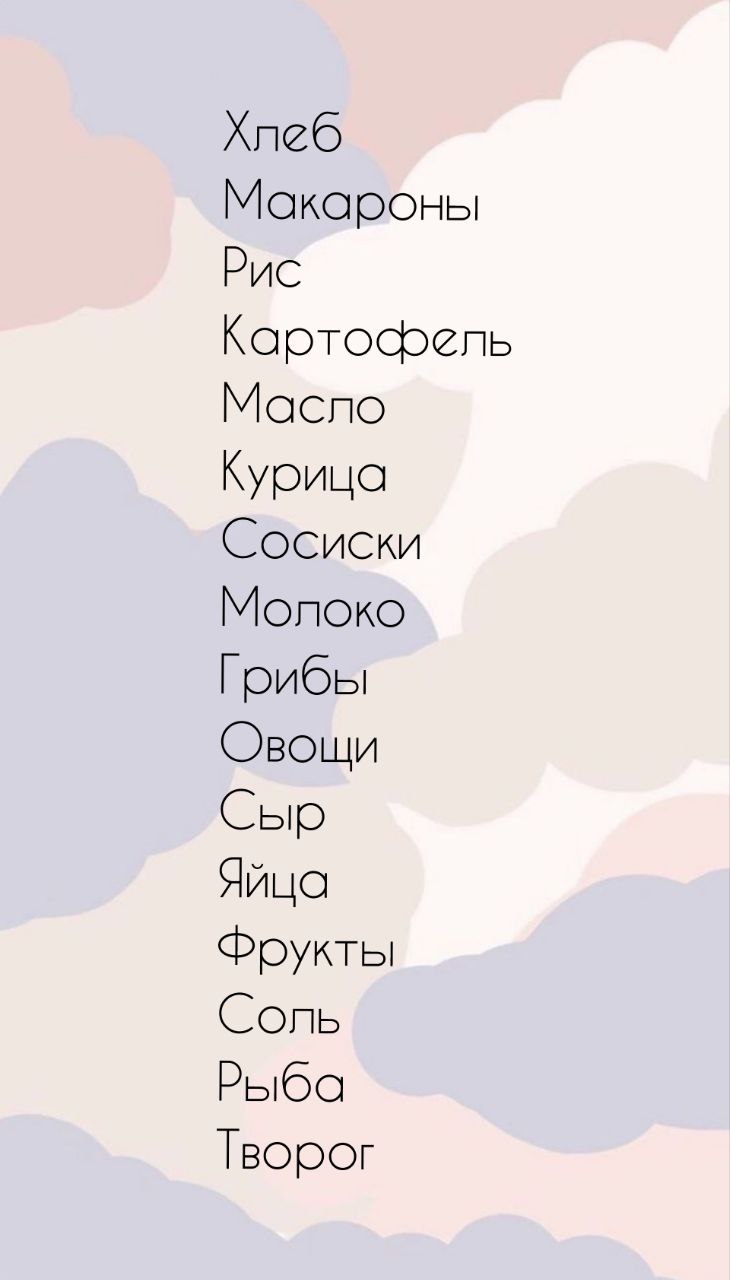 Хлеб
Макароны
Рис
Картофель
Масло
Курица
Сосиски
Молоко
Грибы
Овощи
Сыр
Яйца
Фрукты
Соль
Рыба
Творог